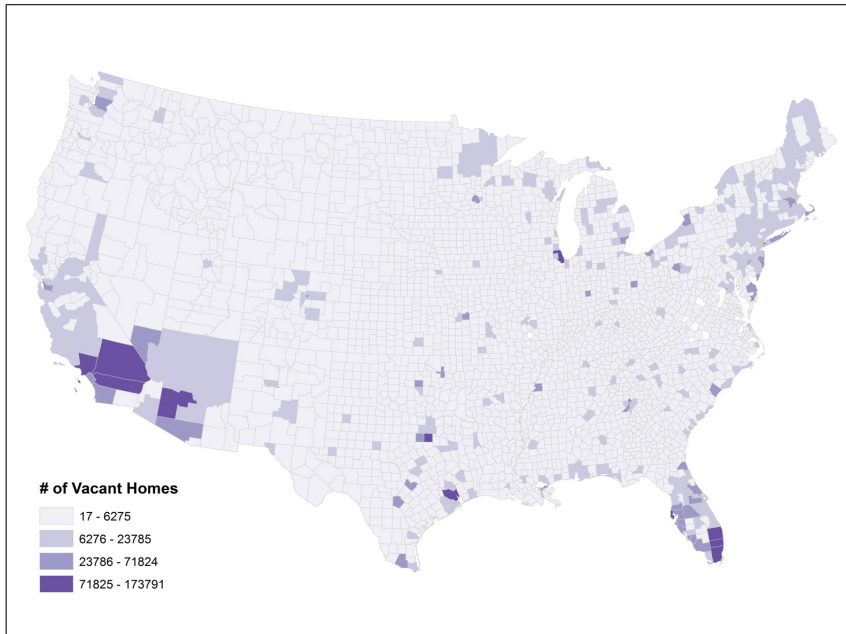 # of Vacant Homes
17 - 6275
6276 - 23785
23786 - 71824
71825 - 173791